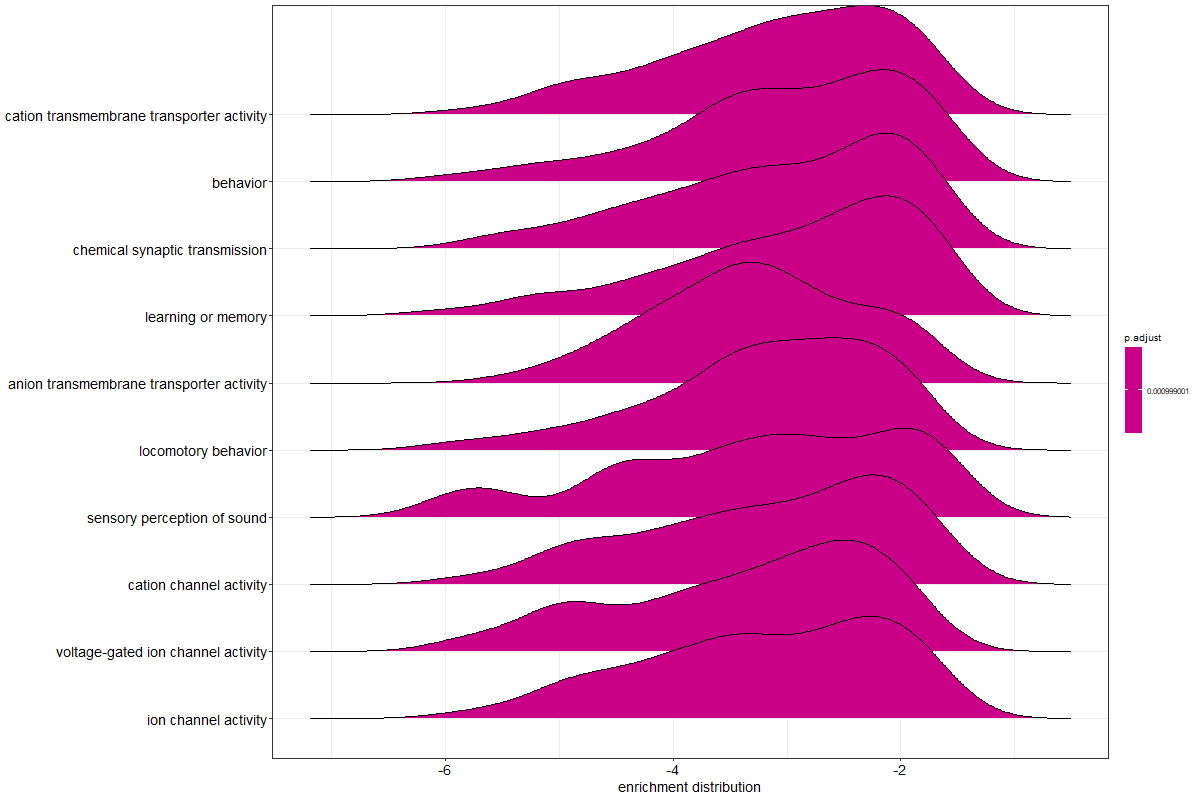 cation transmembrane transporter activity
behavior
chemical synaptic transmission
learning or memory
anion transmembrane transporter activity
locomotory behavior
sensory perception of sound
cation channel activity
voltage-gated ion channel activity
ion channel activity
-6
-4
-2
enrichment distribution
p.adjust
0.000999001